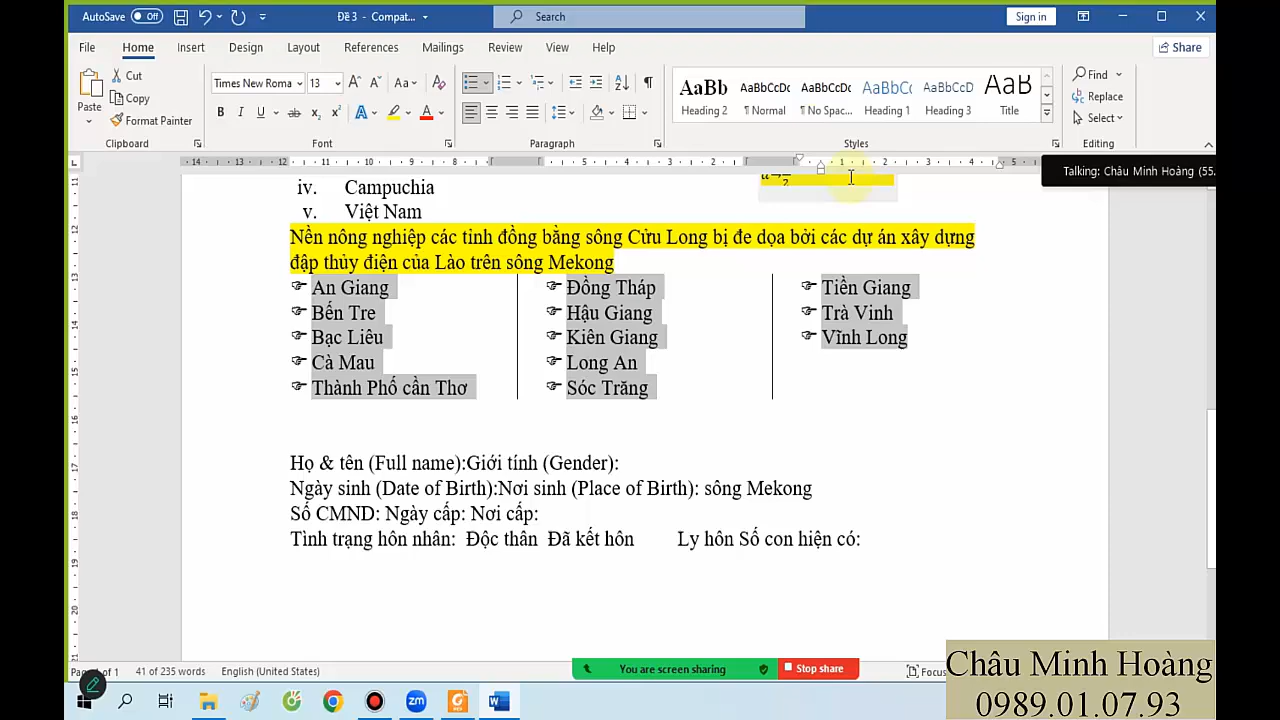 AutoSave Off
Đề 3 - Compat...
Search
Sign in
File Home Insert Design Layout References Mailings Review View Help
Share
Paste
Cut
Copy
Format Painter
Clipboard
Times New Roma 13
Font
Paragraph
AaBb AaBbCcDc AaBbCcDc AaBbCc AaBbCcDc AaB
Heading 2 ¶ Normal ¶ No Spac... Heading 1 Heading 3 Title
Styles
Find
Replace
Select
Editing
Talking: Châu Minh Hoàng (55.
iv. Campuchia
v. Việt Nam
Nền nông nghiệp các tỉnh đồng bằng sông Cửu Long bị đe dọa bởi các dự án xây dựng
đập thủy điện của Lào trên sông Mekong
An Giang
Bến Tre
Bạc Liêu
Cà Mau
Thành Phố cần Thơ
Đồng Tháp
Hậu Giang
Kiên Giang
Long An
Sóc Trăng
Tiền Giang
Trà Vinh
Vĩnh Long
Họ & tên (Full name):Giới tính (Gender):
Ngày sinh (Date of Birth):Nơi sinh (Place of Birth): sông Mekong
Số CMND: Ngày cấp: Nơi cấp:
Tình trạng hôn nhân: Độc thân Đã kết hôn Ly hôn Số con hiện có:
of 1 41 of 235 words English (United States)
You are screen sharing
Stop share
Focus
Châu Minh Hoàng
0989.01.07.93